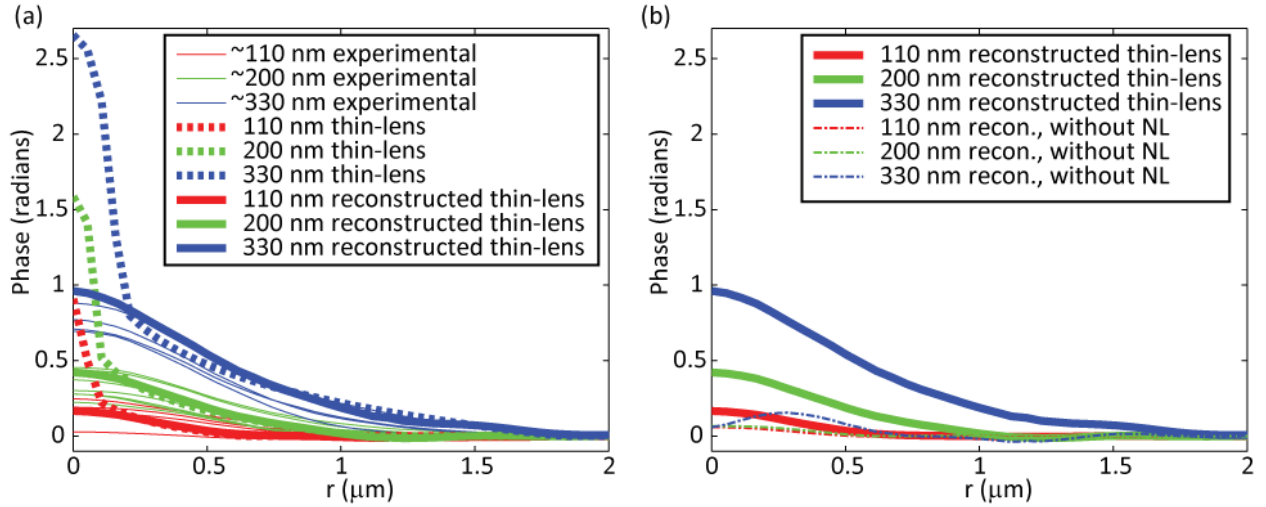 (a)
2.5
2
1.5
1
0.5
0
Phase (radians)
~110 nm experimental
~200 nm experimental
~330 nm experimental
110 nm thin-lens
200 nm thin-lens
330 nm thin-lens
110 nm reconstructed thin-lens
200 nm reconstructed thin-lens
330 nm reconstructed thin-lens
0 0.5 1 1.5 2
r (μm)
(b)
2.5
2
1.5
1
0.5
0
Phase (radians)
110 nm reconstructed thin-lens
200 nm reconstructed thin-lens
330 nm reconstructed thin-lens
110 nm recon., without NL
200 nm recon., without NL
330 nm recon., without NL
0 0.5 1 1.5 2
r (μm)